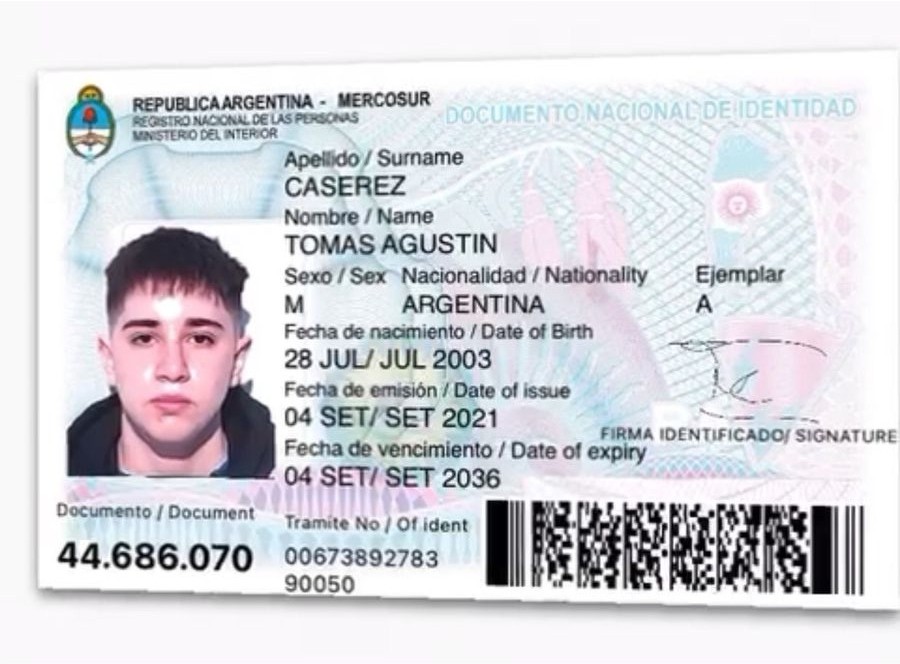 REPUBLICA ARGENTINA - MERCOSUR
REGISTRO NACIONAL DE LAS PERSONAS
MINISTERIO DEL INTERIOR
DOCUMENTO NACIONAL DE IDENTIDAD
Apellido / Surname
CASEREZ
Nombre / Name
TOMAS AGUSTIN
Sexo / Sex Nacionalidad / Nationality Ejemplar
M ARGENTINA A
Fecha de nacimiento / Date of Birth
28 JUL/ JUL 2003
Fecha de emisión / Date of issue
04 SET/ SET 2021
FIRMA IDENTIFICADO/ SIGNATURE
Fecha de vencimiento / Date of expiry
04 SET/ SET 2036
Documento / Document
44.686.070
Tramite No / Of ident
00673892783
90050